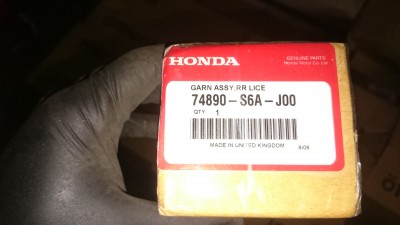 HONDA
GENUINE PARTS
Honda Motor Co., Ltd.
GARN ASSY,RR LICE
74890-S6A-J00
QTY 1
MADE IN UNITED KINGDOM